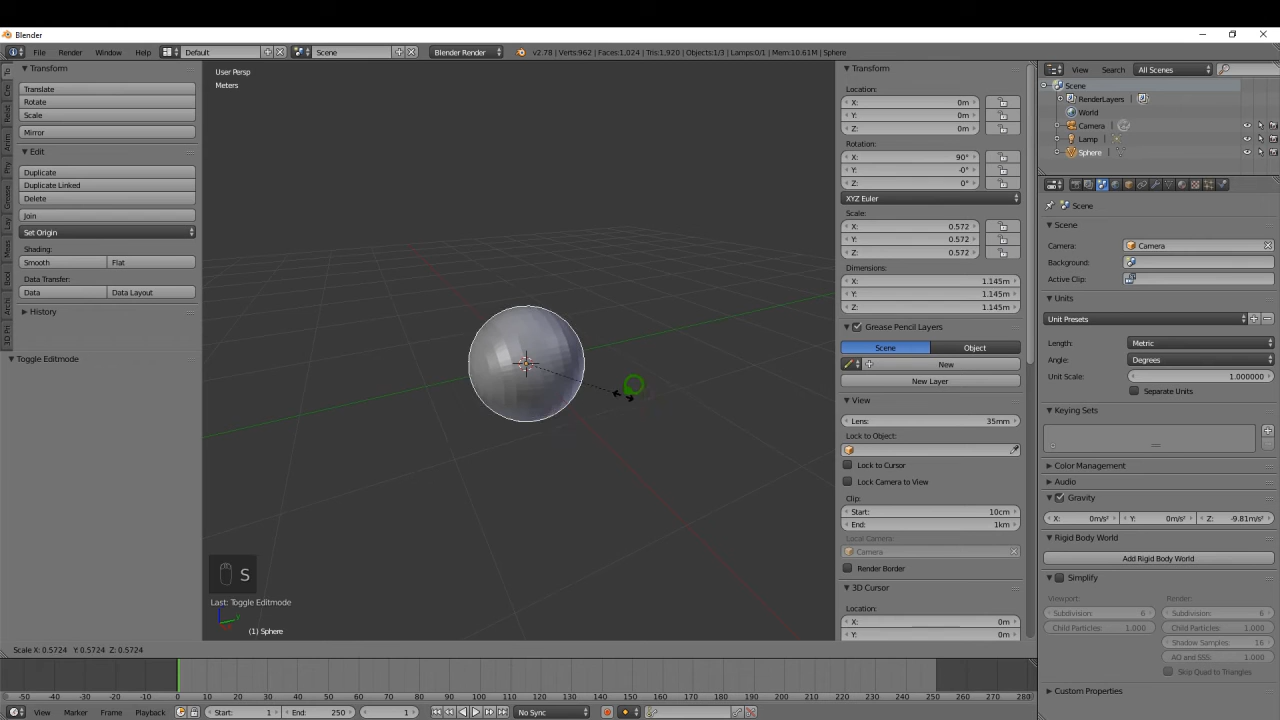 Blender
File Render Window Help Default Scene Blender Render v2.78 | Verts:962 | Faces:1,024 | Tris:1,920 | Objects:1/3 | Lamps:0/1 | Mem:10.61M | Sphere
Transform
Translate
Rotate
Scale
Mirror
Edit
Duplicate
Duplicate Linked
Delete
Join
Set Origin
Shading:
Smooth Flat
Data Transfer:
Data Data Layout
History
Toggle Editmode
User Persp
Meters
S
Last: Toggle Editmode
(1) Sphere
Scale X: 0.5724 Y: 0.5724 Z: 0.5724
Transform
Location:
X: 0m
Y: 0m
Z: 0m
Rotation:
X: 90°
Y: -0°
Z: 0°
XYZ Euler
Scale:
X: 0.572
Y: 0.572
Z: 0.572
Dimensions:
X: 1.145m
Y: 1.145m
Z: 1.145m
Grease Pencil Layers
Scene Object
New
New Layer
View
Lens: 35mm
Lock to Object:
Lock to Cursor
Lock Camera to View
Clip:
Start: 10cm
End: 1km
Local Camera:
Camera
Render Border
3D Cursor
Location:
X: 0m
Y: 0m
View Search All Scenes
Scene
RenderLayers
World
Camera
Lamp
Sphere
Scene
Scene
Camera: Camera
Background:
Active Clip:
Units
Unit Presets
Length: Metric
Angle: Degrees
Unit Scale: 1.000000
Separate Units
Keying Sets
Color Management
Audio
Gravity
X: 0m/s² Y: 0m/s² Z: -9.81m/s²
Rigid Body World
Add Rigid Body World
Simplify
Viewport: Render:
Subdivision: 6 Subdivision: 6
Child Particles: 1.000 Child Particles: 1.000
Shadow Samples: 16
AO and SSS: 1.000
Skip Quad to Triangles
Custom Properties
-50 -40 -30 -20 -10 0 10 20 30 40 50 60 70 80 90 100 110 120 130 140 150 160 170 180 190 200 210 220 230 240 250 260 270 280
View Marker Frame Playback Start: 1 End: 250 1 No Sync